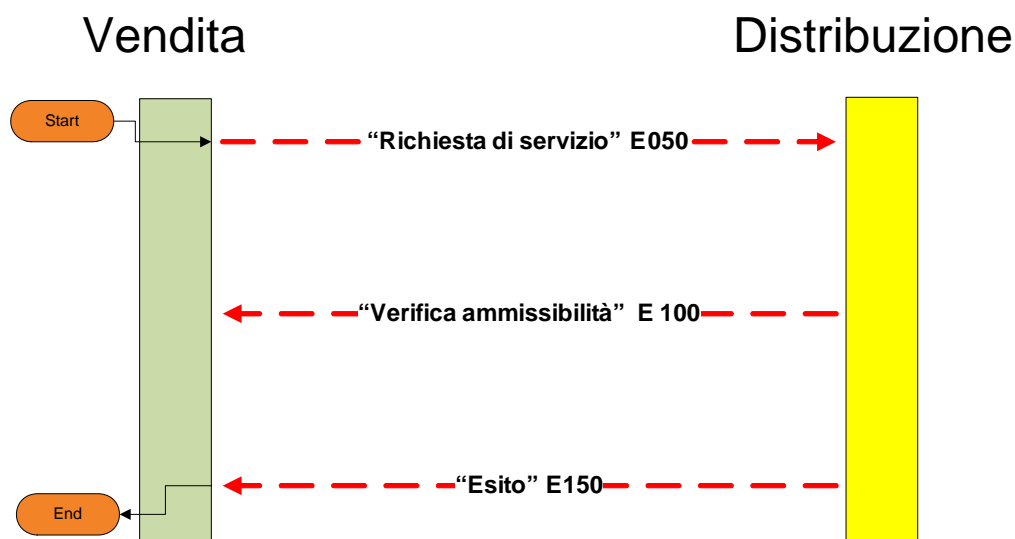 Vendita
Distribuzione
Start
“Richiesta di servizio” E050
“Verifica ammissibilità” E 100
“Esito” E150
End